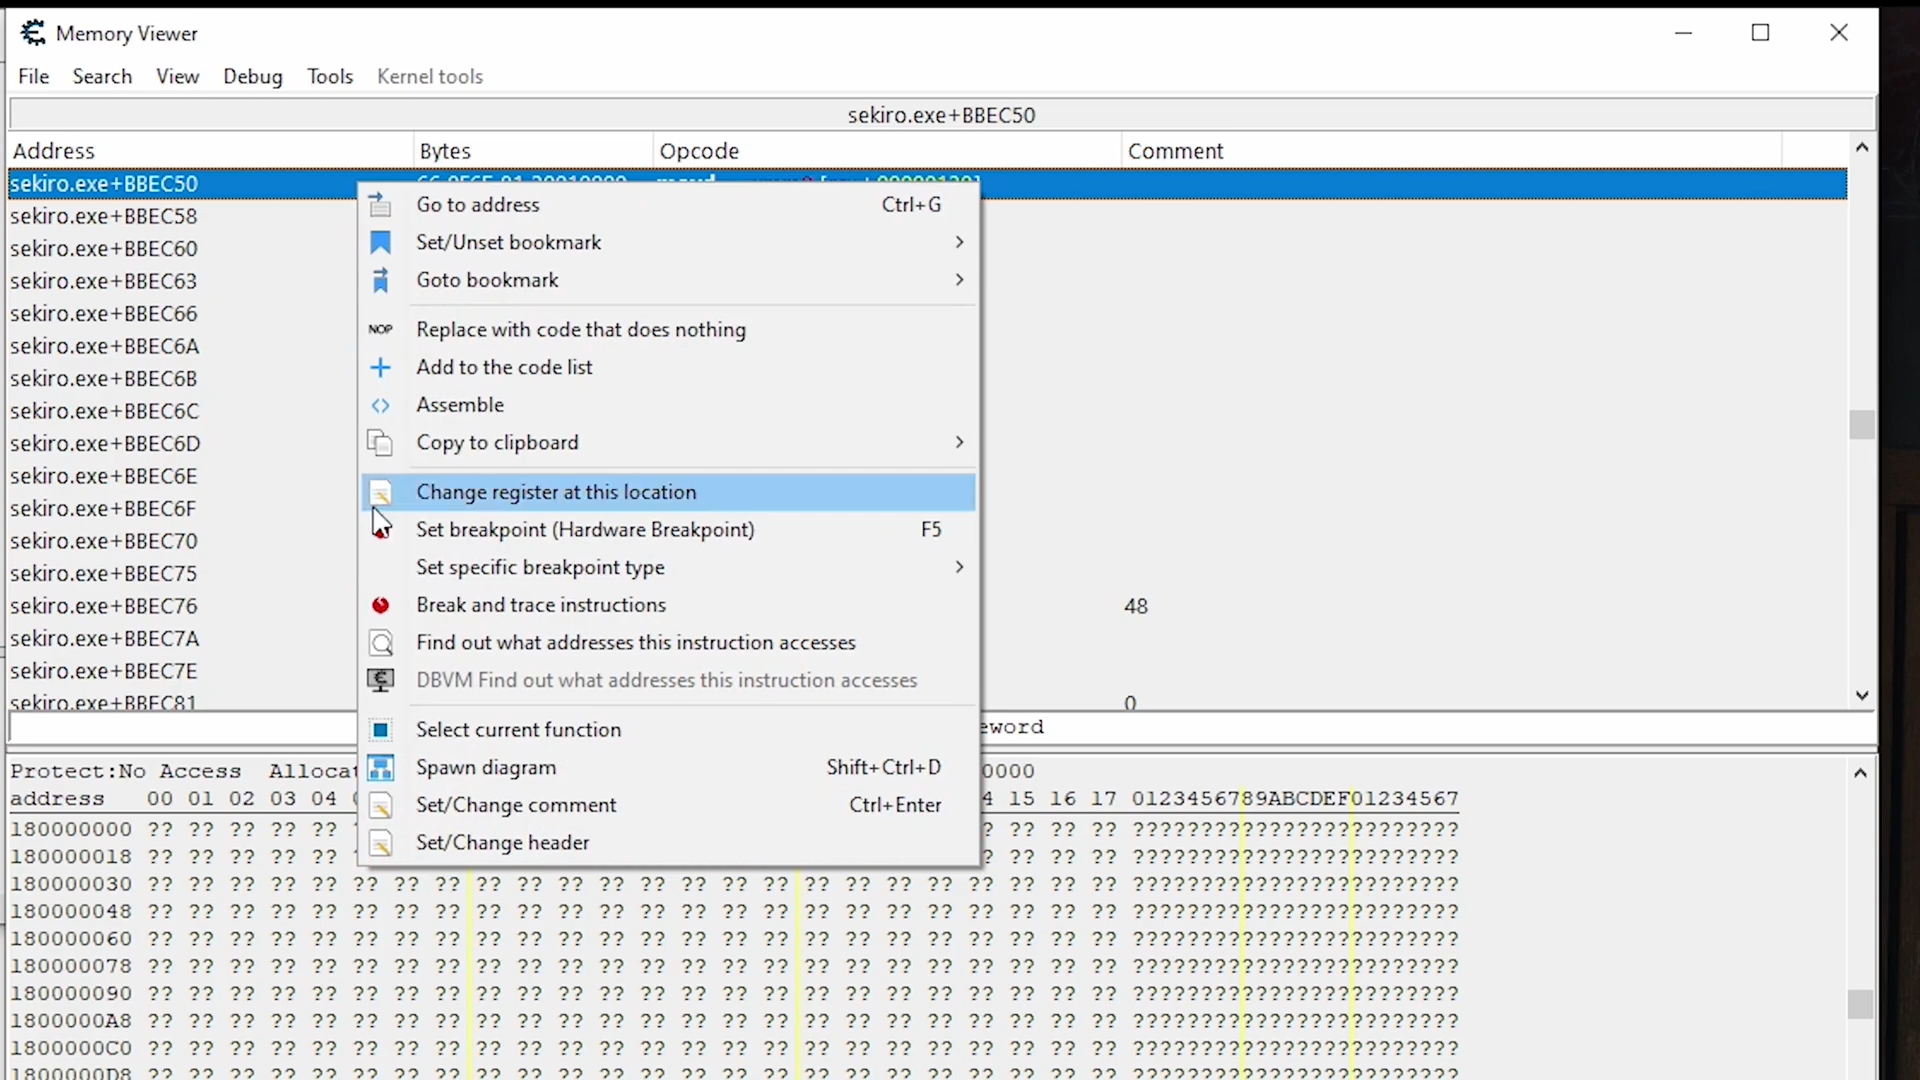 Memory Viewer
File Search View Debug Tools Kernel tools
sekiro.exe+BBEC50
Address Bytes Opcode Comment
sekiro.exe+BBEC50
sekiro.exe+BBEC58
sekiro.exe+BBEC60
sekiro.exe+BBEC63
sekiro.exe+BBEC66
sekiro.exe+BBEC6A
sekiro.exe+BBEC6B
sekiro.exe+BBEC6C
sekiro.exe+BBEC6D
sekiro.exe+BBEC6E
sekiro.exe+BBEC6F
sekiro.exe+BBEC70
sekiro.exe+BBEC75
sekiro.exe+BBEC76 48
sekiro.exe+BBEC7A
sekiro.exe+BBEC7E
sekiro.exe+BBEC81 0
Go to address Ctrl+G
Set/Unset bookmark
Goto bookmark
NOP Replace with code that does nothing
Add to the code list
Assemble
Copy to clipboard
Change register at this location
Set breakpoint (Hardware Breakpoint) F5
Set specific breakpoint type
Break and trace instructions
Find out what addresses this instruction accesses
DBVM Find out what addresses this instruction accesses
Select current function
Spawn diagram Shift+Ctrl+D
Set/Change comment Ctrl+Enter
Set/Change header
eword
Protect:No Access Allocat 0000
address 00 01 02 03 04 4 15 16 17 0123456789ABCDEF01234567
180000000 ?? ?? ?? ?? ?? ? ?? ?? ?? ????????????????????????
180000018 ?? ?? ?? ?? ?? ? ?? ?? ?? ????????????????????????
180000030 ?? ?? ?? ?? ?? ?? ?? ?? ?? ?? ?? ?? ?? ?? ?? ?? ?? ?? ?? ?? ?? ?? ?? ?? ????????????????????????
180000048 ?? ?? ?? ?? ?? ?? ?? ?? ?? ?? ?? ?? ?? ?? ?? ?? ?? ?? ?? ?? ?? ?? ?? ?? ????????????????????????
180000060 ?? ?? ?? ?? ?? ?? ?? ?? ?? ?? ?? ?? ?? ?? ?? ?? ?? ?? ?? ?? ?? ?? ?? ?? ????????????????????????
180000078 ?? ?? ?? ?? ?? ?? ?? ?? ?? ?? ?? ?? ?? ?? ?? ?? ?? ?? ?? ?? ?? ?? ?? ?? ????????????????????????
180000090 ?? ?? ?? ?? ?? ?? ?? ?? ?? ?? ?? ?? ?? ?? ?? ?? ?? ?? ?? ?? ?? ?? ?? ?? ????????????????????????
1800000A8 ?? ?? ?? ?? ?? ?? ?? ?? ?? ?? ?? ?? ?? ?? ?? ?? ?? ?? ?? ?? ?? ?? ?? ?? ????????????????????????
1800000C0 ?? ?? ?? ?? ?? ?? ?? ?? ?? ?? ?? ?? ?? ?? ?? ?? ?? ?? ?? ?? ?? ?? ?? ?? ????????????????????????
1800000D8 ?? ?? ?? ?? ?? ?? ?? ?? ?? ?? ?? ?? ?? ?? ?? ?? ?? ?? ?? ?? ?? ?? ?? ?? ????????????????????????